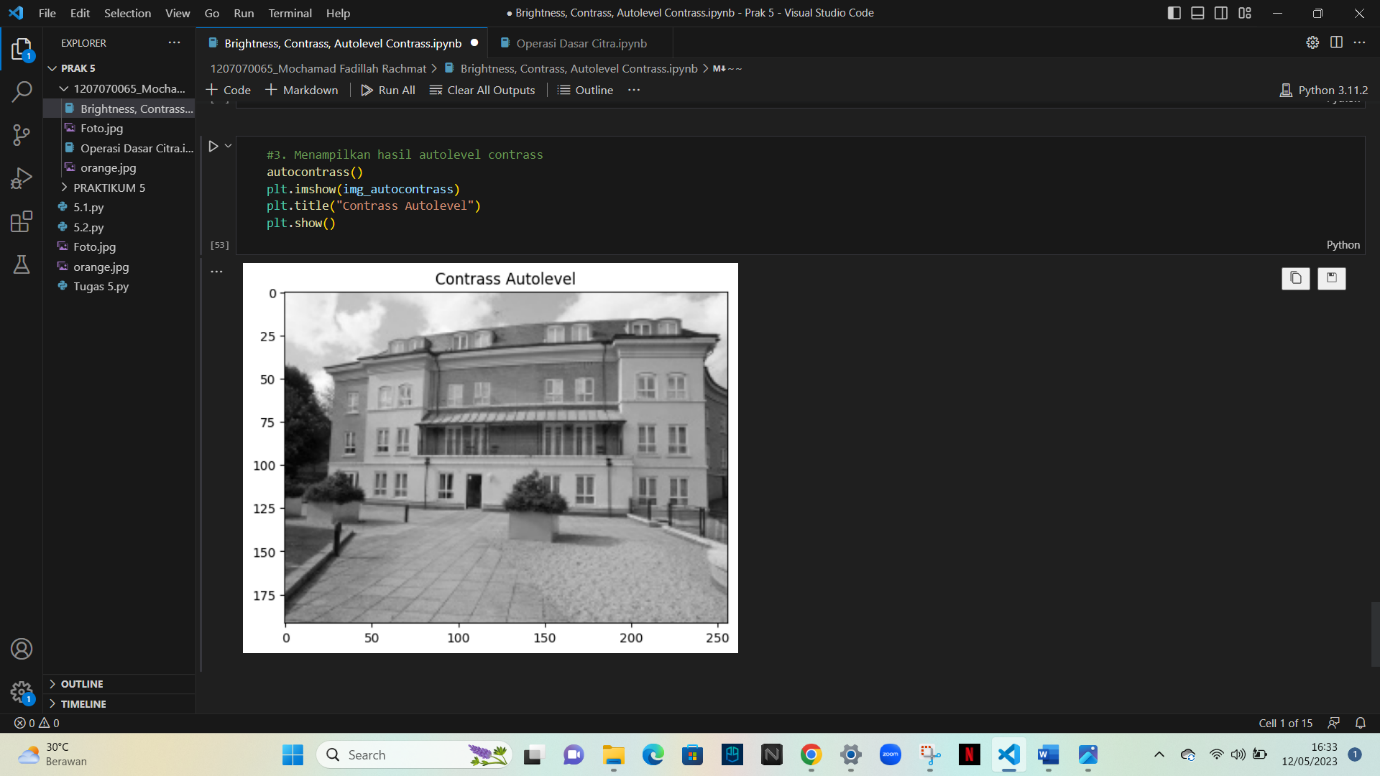 File Edit Selection View Go Run Terminal Help
● Brightness, Contrass, Autolevel Contrass.ipynb - Prak 5 - Visual Studio Code
EXPLORER
PRAK 5
1207070065_Mocha...
Brightness, Contrass...
Foto.jpg
Operasi Dasar Citra.i...
orange.jpg
PRAKTIKUM 5
5.1.py
5.2.py
Foto.jpg
orange.jpg
Tugas 5.py
OUTLINE
TIMELINE
Brightness, Contrass, Autolevel Contrass.ipynb ●
Operasi Dasar Citra.ipynb
1207070065_Mochamad Fadillah Rachmat > Brightness, Contrass, Autolevel Contrass.ipynb > M↓~~
+ Code + Markdown Run All Clear All Outputs Outline ...
Python 3.11.2
#3. Menampilkan hasil autolevel contrass
autocontrass()
plt.imshow(img_autocontrass)
plt.title("Contrass Autolevel")
plt.show()
[53]
Python
Contrass Autolevel
0
25
50
75
100
125
150
175
0 50 100 150 200 250
0 0
Cell 1 of 15
30°C
Berawan
Search
zoom
16:33
12/05/2023
1